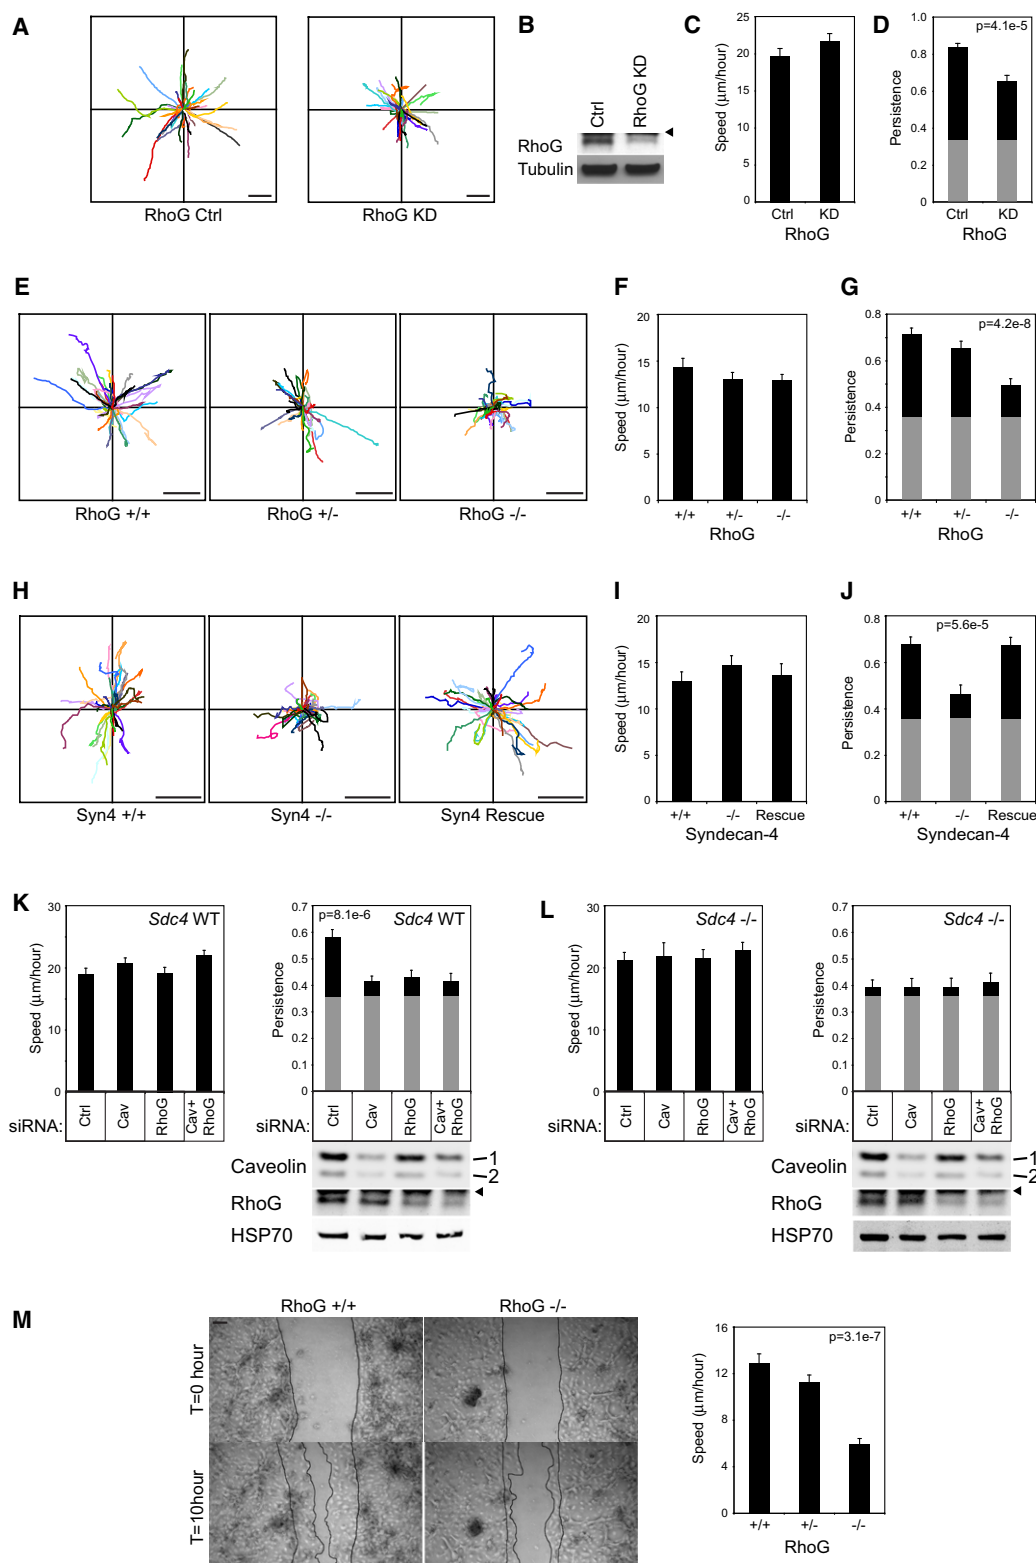 A
RhoG Ctrl
RhoG KD
B
Ctrl
RhoG KD
RhoG
Tubulin
C
Speed (μm/hour)
25
20
15
10
5
0
Ctrl KD
RhoG
D
p=4.1e-5
Persistence
1.0
0.8
0.6
0.4
0.2
0
Ctrl KD
RhoG
E
RhoG +/+
RhoG +/-
RhoG -/-
F
Speed (μm/hour)
20
15
10
5
0
+/+ +/- -/-
RhoG
G
p=4.2e-8
Persistence
0.8
0.6
0.4
0.2
0
+/+ +/- -/-
RhoG
H
Syn4 +/+
Syn4 -/-
Syn4 Rescue
I
Speed (μm/hour)
20
15
10
5
0
+/+ -/- Rescue
Syndecan-4
J
p=5.6e-5
Persistence
0.8
0.6
0.4
0.2
0
+/+ -/- Rescue
Syndecan-4
K
Sdc4 WT
Speed (μm/hour)
30
20
10
0
siRNA:
Ctrl
Cav
RhoG
Cav+
RhoG
p=8.1e-6
Sdc4 WT
Persistence
0.7
0.6
0.5
0.4
0.3
0.2
0.1
0
siRNA:
Ctrl
Cav
RhoG
Cav+
RhoG
Caveolin
1
2
RhoG
HSP70
L
Sdc4 -/-
Speed (μm/hour)
30
20
10
0
siRNA:
Ctrl
Cav
RhoG
Cav+
RhoG
Sdc4 -/-
Persistence
0.7
0.6
0.5
0.4
0.3
0.2
0.1
0
siRNA:
Ctrl
Cav
RhoG
Cav+
RhoG
Caveolin
1
2
RhoG
HSP70
M
RhoG +/+
RhoG -/-
T=0 hour
T=10hour
p=3.1e-7
Speed (μm/hour)
16
12
8
4
0
+/+ +/- -/-
RhoG